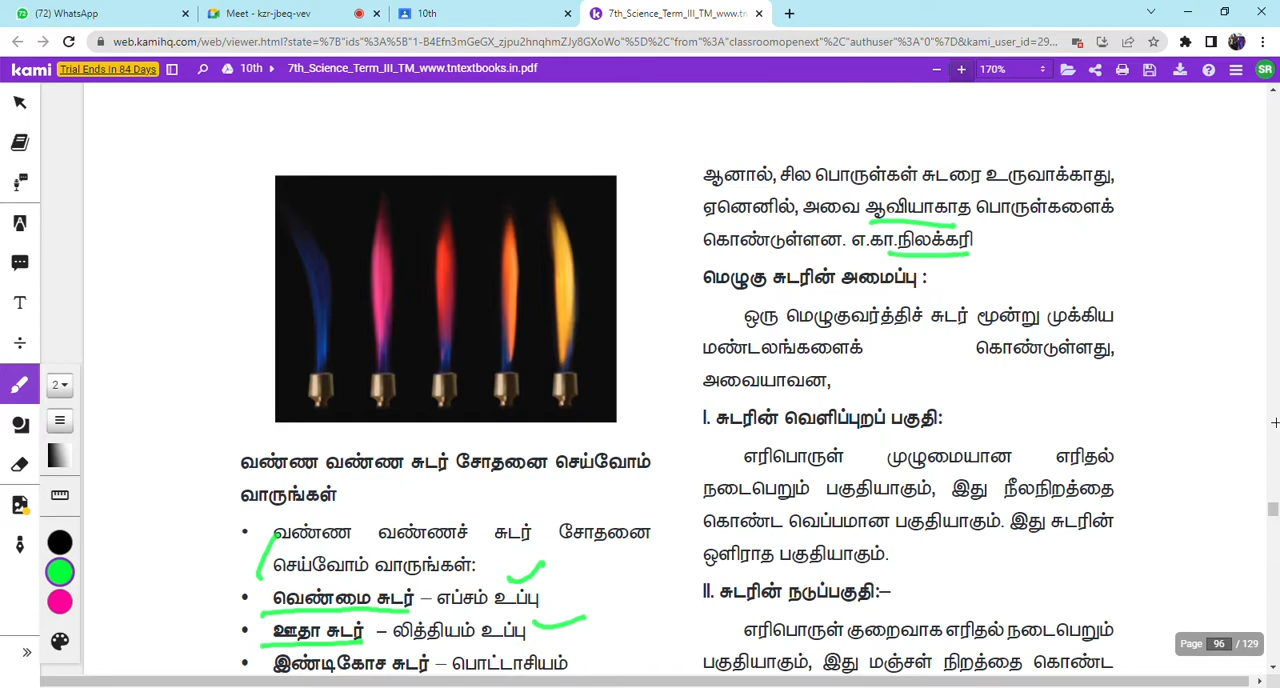 (72) WhatsApp
Meet - kzr-jbeq-vev
10th
7th_Science_Term_III_TM_www.tn
web.kamihq.com/web/viewer.html?state=%7B"ids"%3A%5B"1-B4Efn3mGeGX_zjpu2hnqhmZJy8GXoWo"%5D%2C"from"%3A"classroomopenext"%2C"authuser"%3A"0"%7D&kami_user_id=29...
kami Trial Ends In 84 Days 10th 7th_Science_Term_III_TM_www.tntextbooks.in.pdf 170% SR
2
வண்ண வண்ண சுடர் சோதனை செய்வோம்
வாருங்கள்
• வண்ண வண்ணச் சுடர் சோதனை
செய்வோம் வாருங்கள்:
• வெண்மை சுடர் – எப்சம் உப்பு
• ஊதா சுடர் – லித்தியம் உப்பு
• இண்டிகோச சுடர் – பொட்டாசியம்
ஆனால், சில பொருள்கள் சுடரை உருவாக்காது,
ஏனெனில், அவை ஆவியாகாத பொருள்களைக்
கொண்டுள்ளன. எ.கா.நிலக்கரி
மெழுகு சுடரின் அமைப்பு :
ஒரு மெழுகுவர்த்திச் சுடர் மூன்று முக்கிய
மண்டலங்களைக் கொண்டுள்ளது,
அவையாவன,
I. சுடரின் வெளிப்புறப் பகுதி:
எரிபொருள் முழுமையான எரிதல்
நடைபெறும் பகுதியாகும், இது நீலநிறத்தை
கொண்ட வெப்பமான பகுதியாகும். இது சுடரின்
ஒளிராத பகுதியாகும்.
II. சுடரின் நடுப்பகுதி:–
எரிபொருள் குறைவாக எரிதல் நடைபெறும்
பகுதியாகும், இது மஞ்சள் நிறத்தை கொண்ட
Page 96 / 129